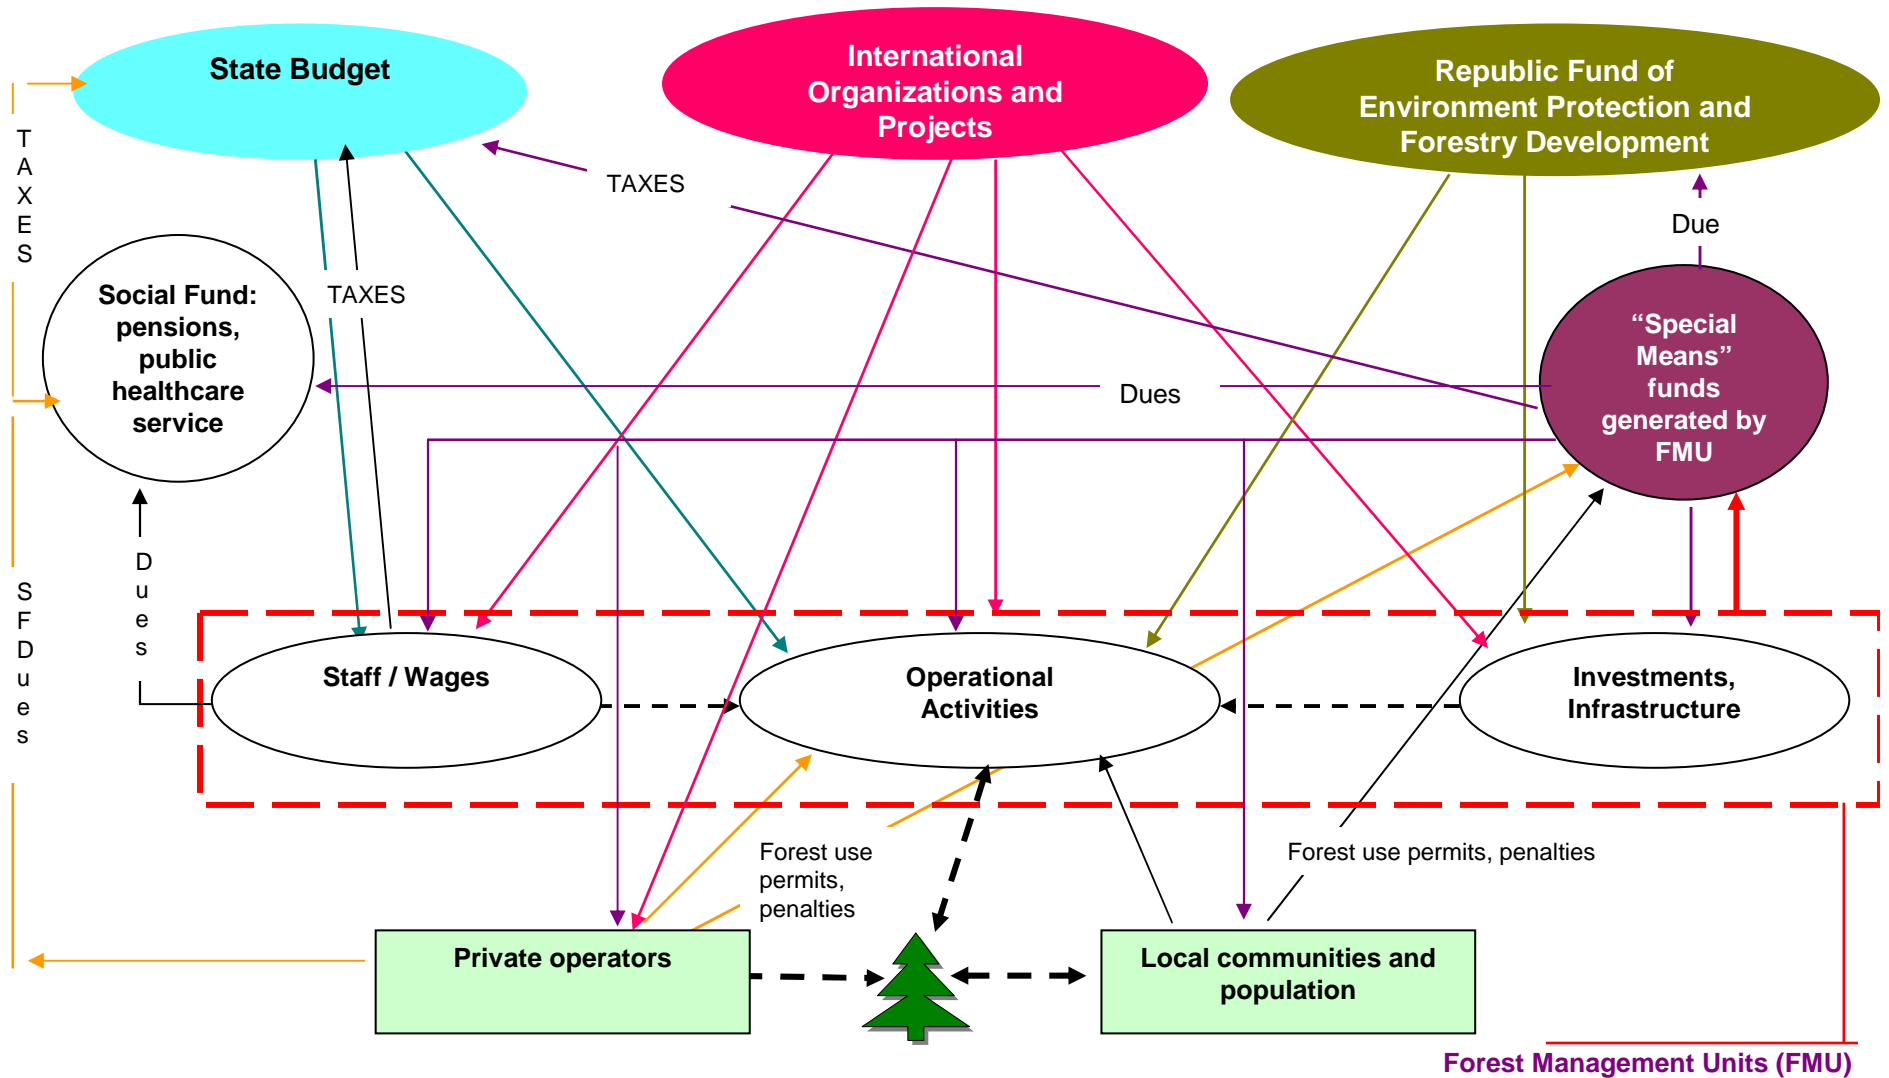 State Budget
International
Organizations and
Projects
Republic Fund of
Environment Protection and
Forestry Development
T
A
X
E
S
TAXES
Due
Social Fund:
pensions,
public
healthcare
service
TAXES
“Special
Means”
funds
generated by
FMU
Dues
D
u
e
s
S
F
D
u
e
s
Staff / Wages
Operational
Activities
Investments,
Infrastructure
Forest use
permits,
penalties
Forest use permits, penalties
Private operators
Local communities and
population
Forest Management Units (FMU)